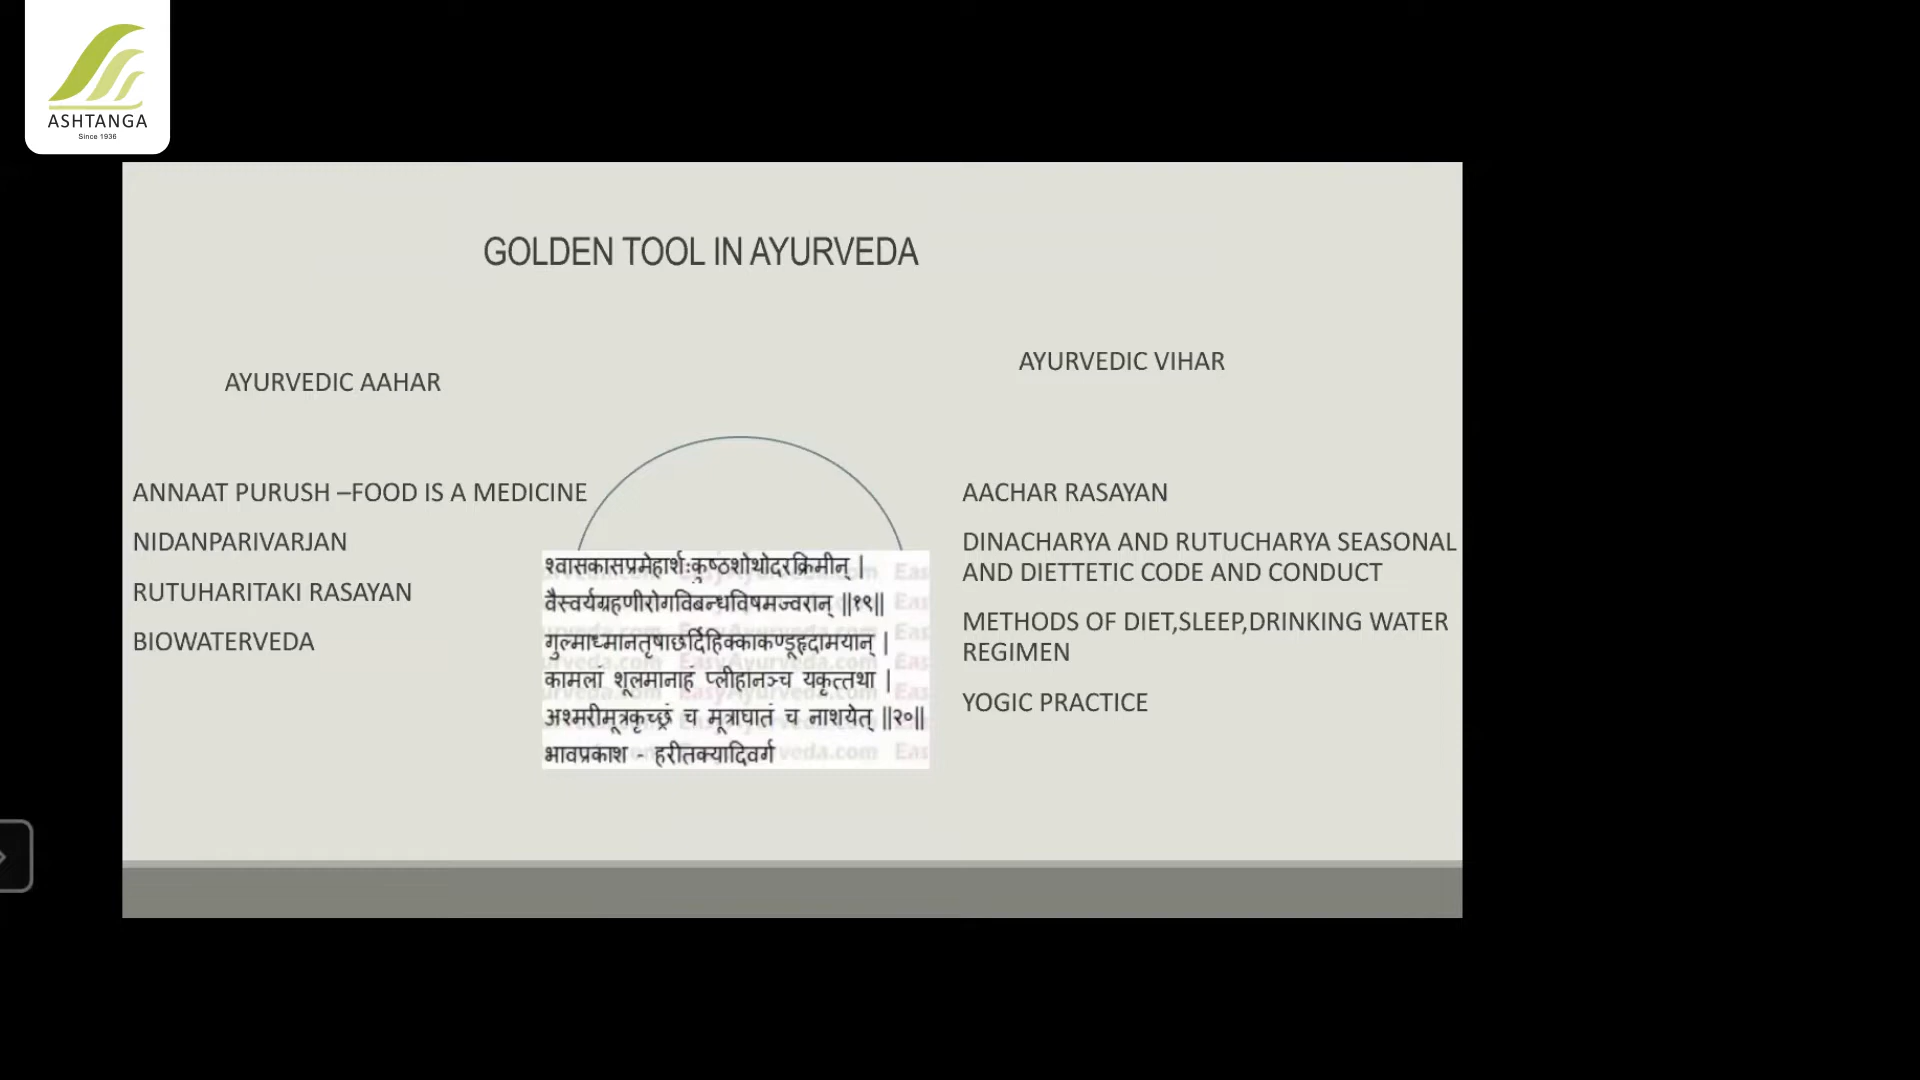 ASHTANGA
Since 1936
GOLDEN TOOL IN AYURVEDA
AYURVEDIC AAHAR
ANNAAT PURUSH –FOOD IS A MEDICINE
NIDANPARIVARJAN
RUTUHARITAKI RASAYAN
BIOWATERVEDA
श्वासकासप्रमेहार्शःकुष्ठशोथोदरक्रिमीन् |
वैस्वर्यग्रहणीरोगविबन्धविषमज्वरान् ||१९||
गुल्माध्मानतृषाछर्दिहिक्काकण्डूहृदामयान् |
कामलां शूलमानाहं प्लीहानञ्च यकृत्तथा |
अश्मरीमूत्रकृच्छ्रं च मूत्राघातं च नाशयेत् ||२०||
भावप्रकाश - हरीतक्यादिवर्ग
AYURVEDIC VIHAR
AACHAR RASAYAN
DINACHARYA AND RUTUCHARYA SEASONAL
AND DIETTETIC CODE AND CONDUCT
METHODS OF DIET,SLEEP,DRINKING WATER
REGIMEN
YOGIC PRACTICE